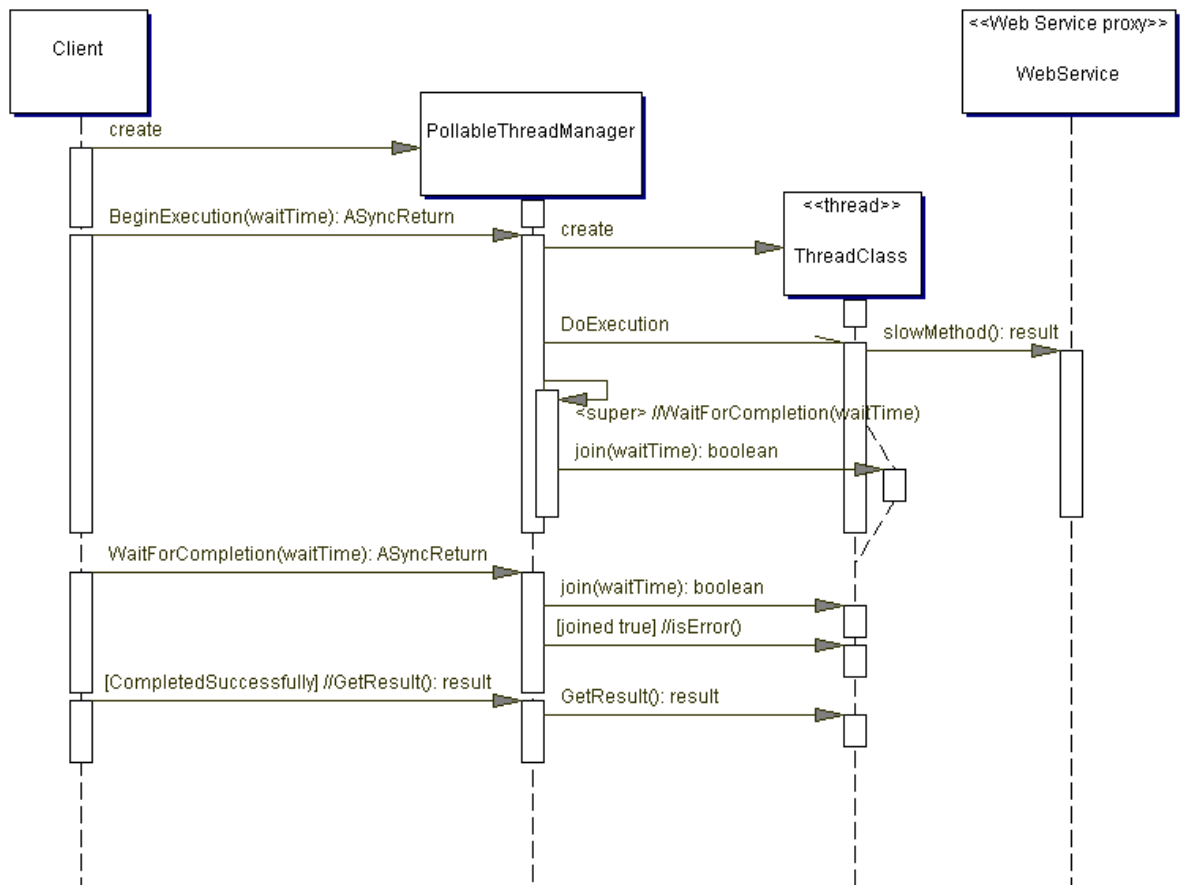 <<Web Service proxy>>
Client
WebService
create
PollableThreadManager
<<thread>>
BeginExecution(waitTime): ASyncReturn
create
ThreadClass
DoExecution
slowMethod(): result
<super> //WaitForCompletion(waitTime)
join(waitTime): boolean
WaitForCompletion(waitTime): ASyncReturn
join(waitTime): boolean
[joined true] //isError()
[CompletedSuccessfully] //GetResult(): result
GetResult(): result